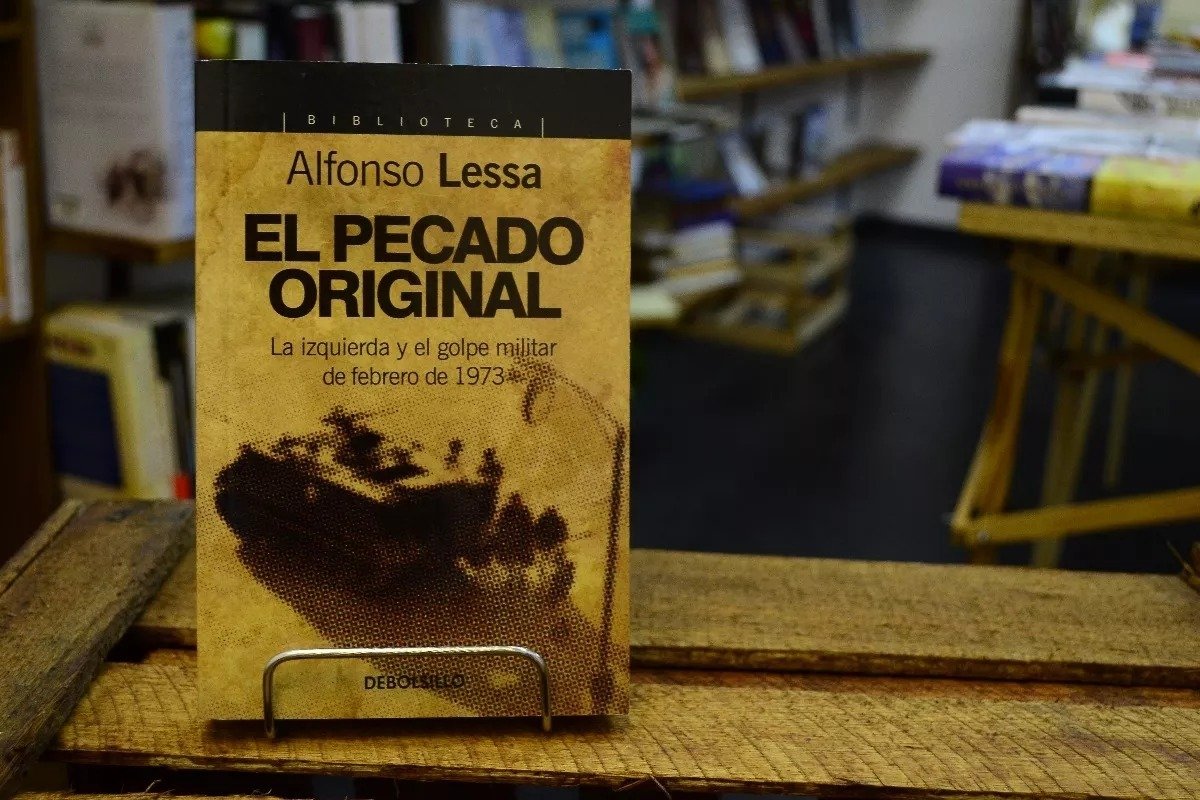 BIBLIOTECA
Alfonso Lessa
EL PECADO
ORIGINAL
La izquierda y el golpe militar
de febrero de 1973
DEBOLSILLO